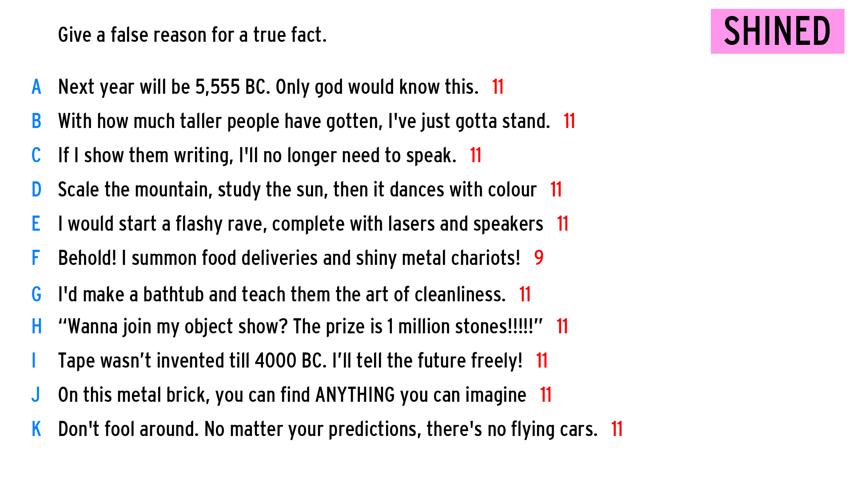 Give a false reason for a true fact.
SHINED
A Next year will be 5,555 BC. Only god would know this. 11
B With how much taller people have gotten, I've just gotta stand. 11
C If I show them writing, I'll no longer need to speak. 11
D Scale the mountain, study the sun, then it dances with colour 11
E I would start a flashy rave, complete with lasers and speakers 11
F Behold! I summon food deliveries and shiny metal chariots! 9
G I'd make a bathtub and teach them the art of cleanliness. 11
H “Wanna join my object show? The prize is 1 million stones!!!!!” 11
I Tape wasn’t invented till 4000 BC. I’ll tell the future freely! 11
J On this metal brick, you can find ANYTHING you can imagine 11
K Don't fool around. No matter your predictions, there's no flying cars. 11